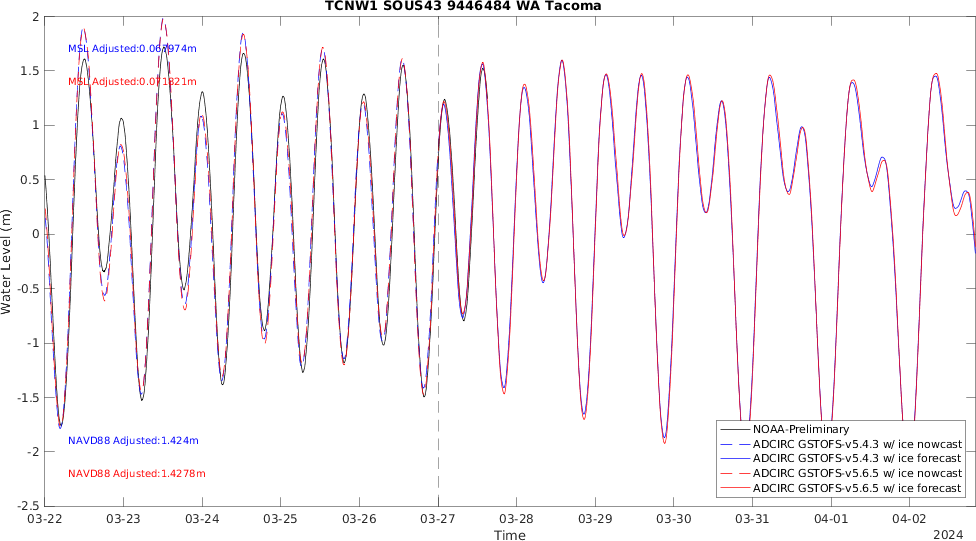 TCNW1 SOUS43 9446484 WA Tacoma
2
1.5
1
0.5
0
-0.5
-1
-1.5
-2
-2.5
Water Level (m)
MSL Adjusted:0.067974m
MSL Adjusted:0.071821m
NAVD88 Adjusted:1.424m
NAVD88 Adjusted:1.4278m
NOAA-Preliminary
ADCIRC GSTOFS-v5.4.3 w/ ice nowcast
ADCIRC GSTOFS-v5.4.3 w/ ice forecast
ADCIRC GSTOFS-v5.6.5 w/ ice nowcast
ADCIRC GSTOFS-v5.6.5 w/ ice forecast
03-22 03-23 03-24 03-25 03-26 03-27 03-28 03-29 03-30 03-31 04-01 04-02
Time
2024